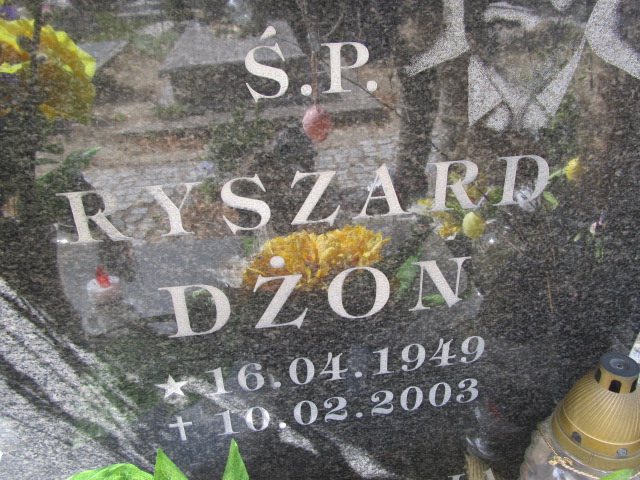 Ś.P.
RYSZARD
DŻON
★ 16.04.1949
✝ 10.02.2003